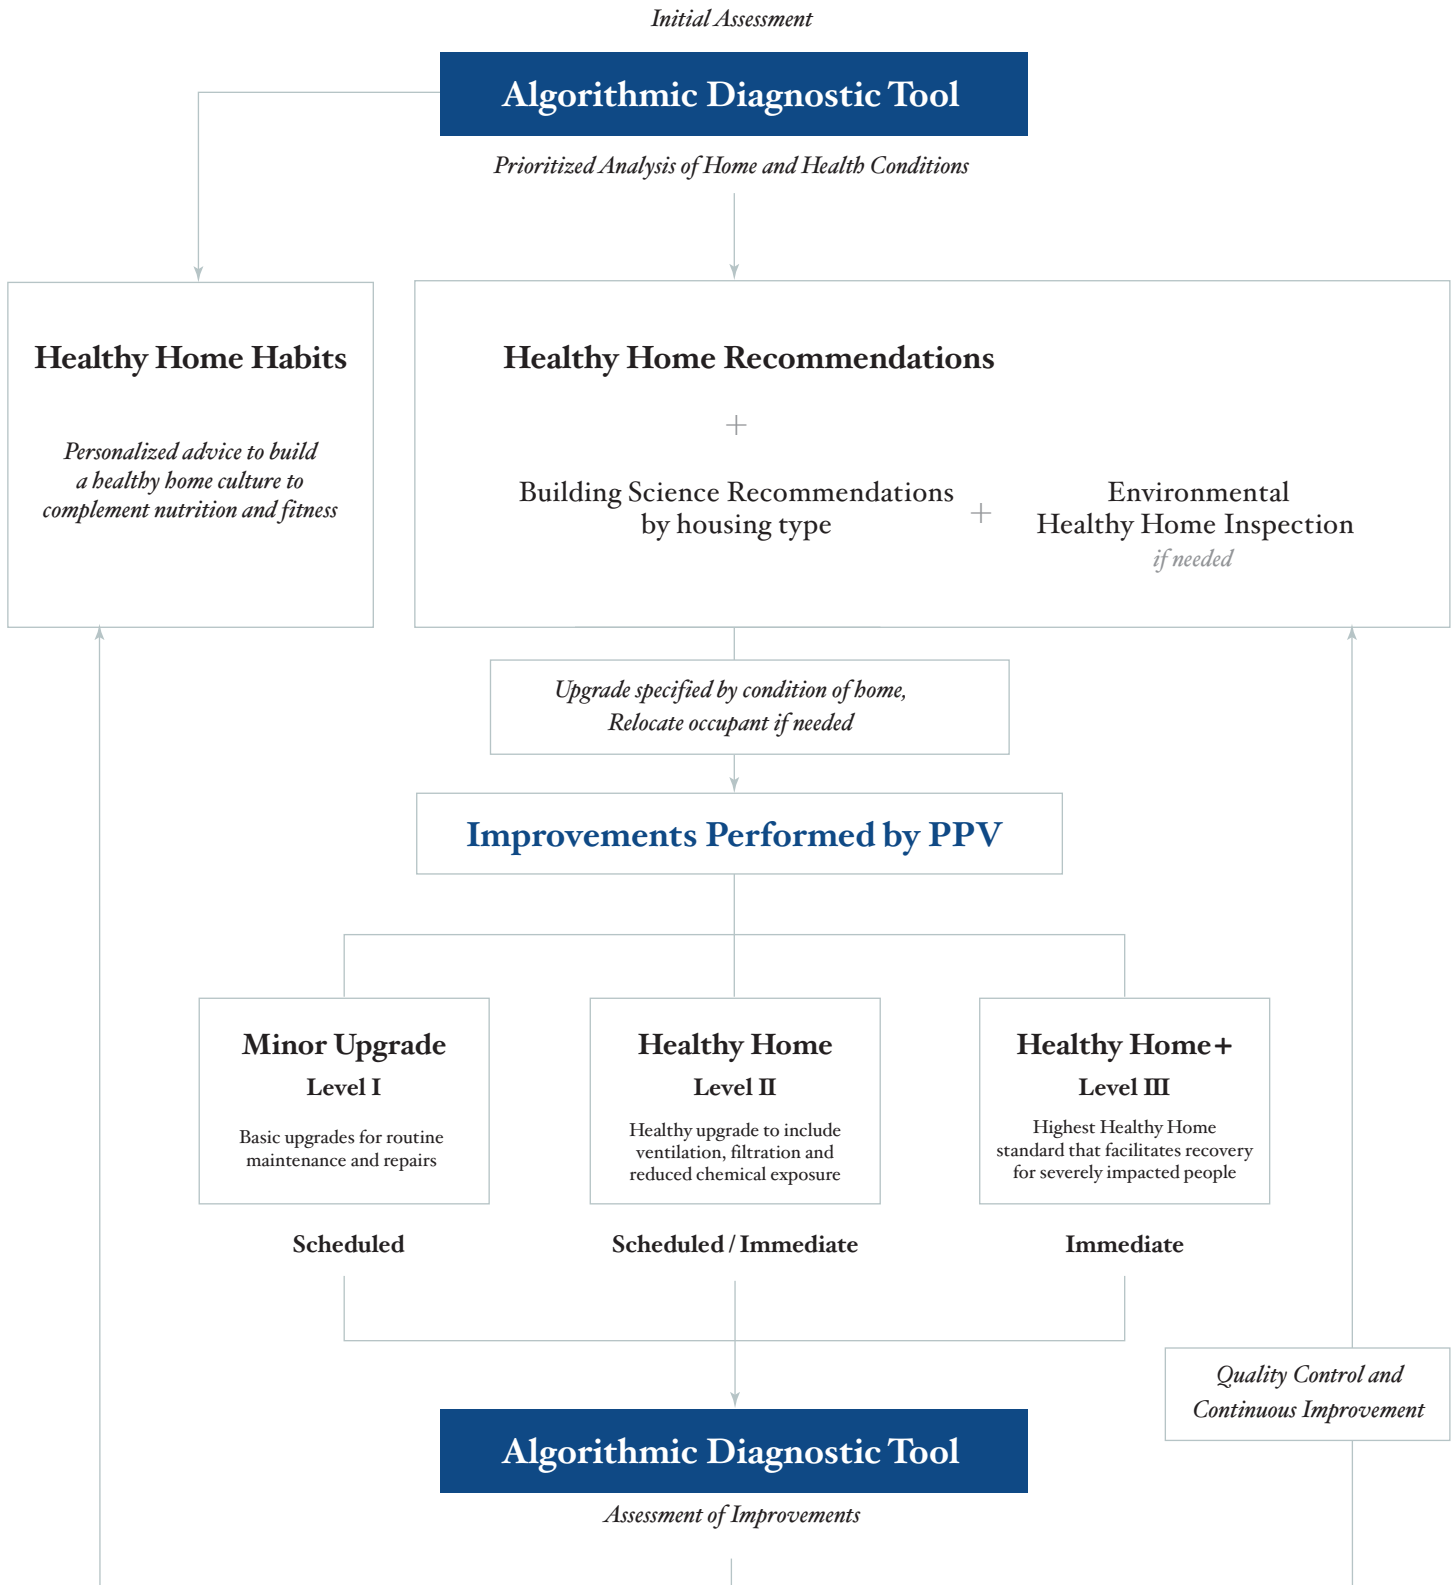 Initial Assessment
Algorithmic Diagnostic Tool
Prioritized Analysis of Home and Health Conditions
Healthy Home Habits
Personalized advice to build
a healthy home culture to
complement nutrition and fitness
Healthy Home Recommendations
+
Building Science Recommendations
by housing type
+
Environmental
Healthy Home Inspection
if needed
Upgrade specified by condition of home,
Relocate occupant if needed
Improvements Performed by PPV
Minor Upgrade
Level I
Basic upgrades for routine
maintenance and repairs
Scheduled
Healthy Home
Level II
Healthy upgrade to include
ventilation, filtration and
reduced chemical exposure
Scheduled / Immediate
Healthy Home+
Level III
Highest Healthy Home
standard that facilitates recovery
for severely impacted people
Immediate
Quality Control and
Continuous Improvement
Algorithmic Diagnostic Tool
Assessment of Improvements